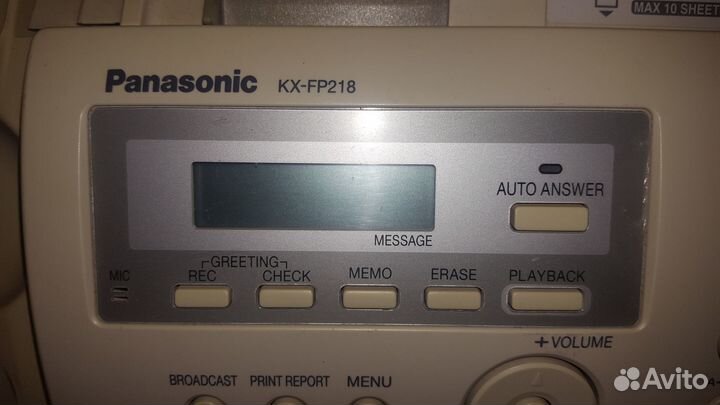 MAX 10 SHEET
Panasonic KX-FP218
AUTO ANSWER
MESSAGE
GREETING
MIC REC CHECK MEMO ERASE PLAYBACK
+VOLUME
BROADCAST PRINT REPORT MENU
Avito